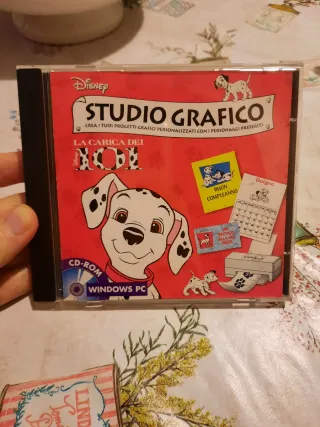 Disney
STUDIO GRAFICO
CREA I TUOI PROGETTI GRAFICI PERSONALIZZATI CON I PERSONAGGI PREFERITI
LA CARICA DEI
101
BUON
COMPLEANNO
CD-ROM
WINDOWS PC